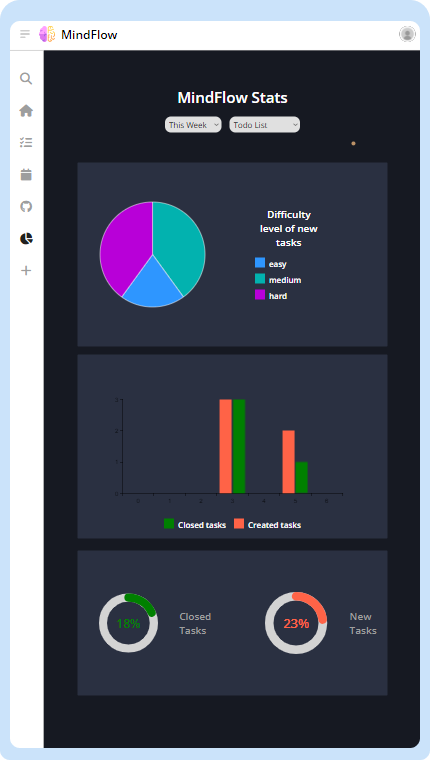 MindFlow
MindFlow Stats
This Week
Todo List
Difficulty
level of new
tasks
easy
medium
hard
3
2
1
0
0 1 2 3 4 5 6
Closed tasks
Created tasks
18%
Closed
Tasks
23%
New
Tasks